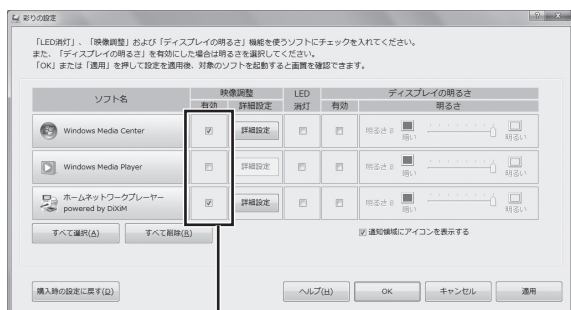 彩りの設定
「LED消灯」、「映像調整」および「ディスプレイの明るさ」機能を使うソフトにチェックを入れてください。
また、「ディスプレイの明るさ」を有効にした場合は明るさを選択してください。
「OK」または「適用」を押して設定を適用後、対象のソフトを起動すると画質を確認できます。
ソフト名 映像調整 LED消灯 ディスプレイの明るさ
有効 詳細設定 有効 明るさ
Windows Media Center 詳細設定 明るさ 8 暗い 明るい
Windows Media Player 詳細設定 明るさ 8 暗い 明るい
ホームネットワークプレーヤー powered by DiXiM 詳細設定 明るさ 8 暗い 明るい
すべて選択(A) すべて削除(R) 通知領域にアイコンを表示する
購入時の設定に戻す(D) ヘルプ(H) OK キャンセル 適用